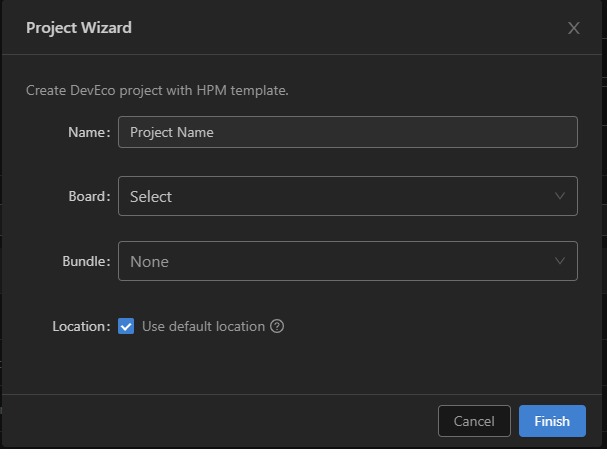 Project Wizard
Create DevEco project with HPM template.
Name: Project Name
Board: Select
Bundle: None
Location: Use default location
Cancel Finish